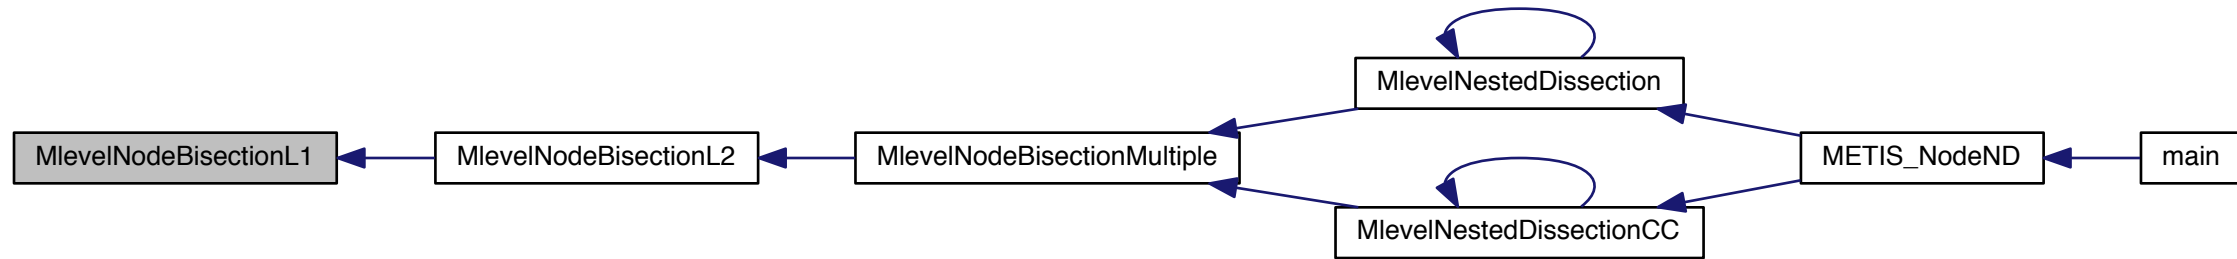 MlevelNodeBisectionL1
MlevelNodeBisectionL2
MlevelNodeBisectionMultiple
MlevelNestedDissection
MlevelNestedDissectionCC
METIS_NodeND
main